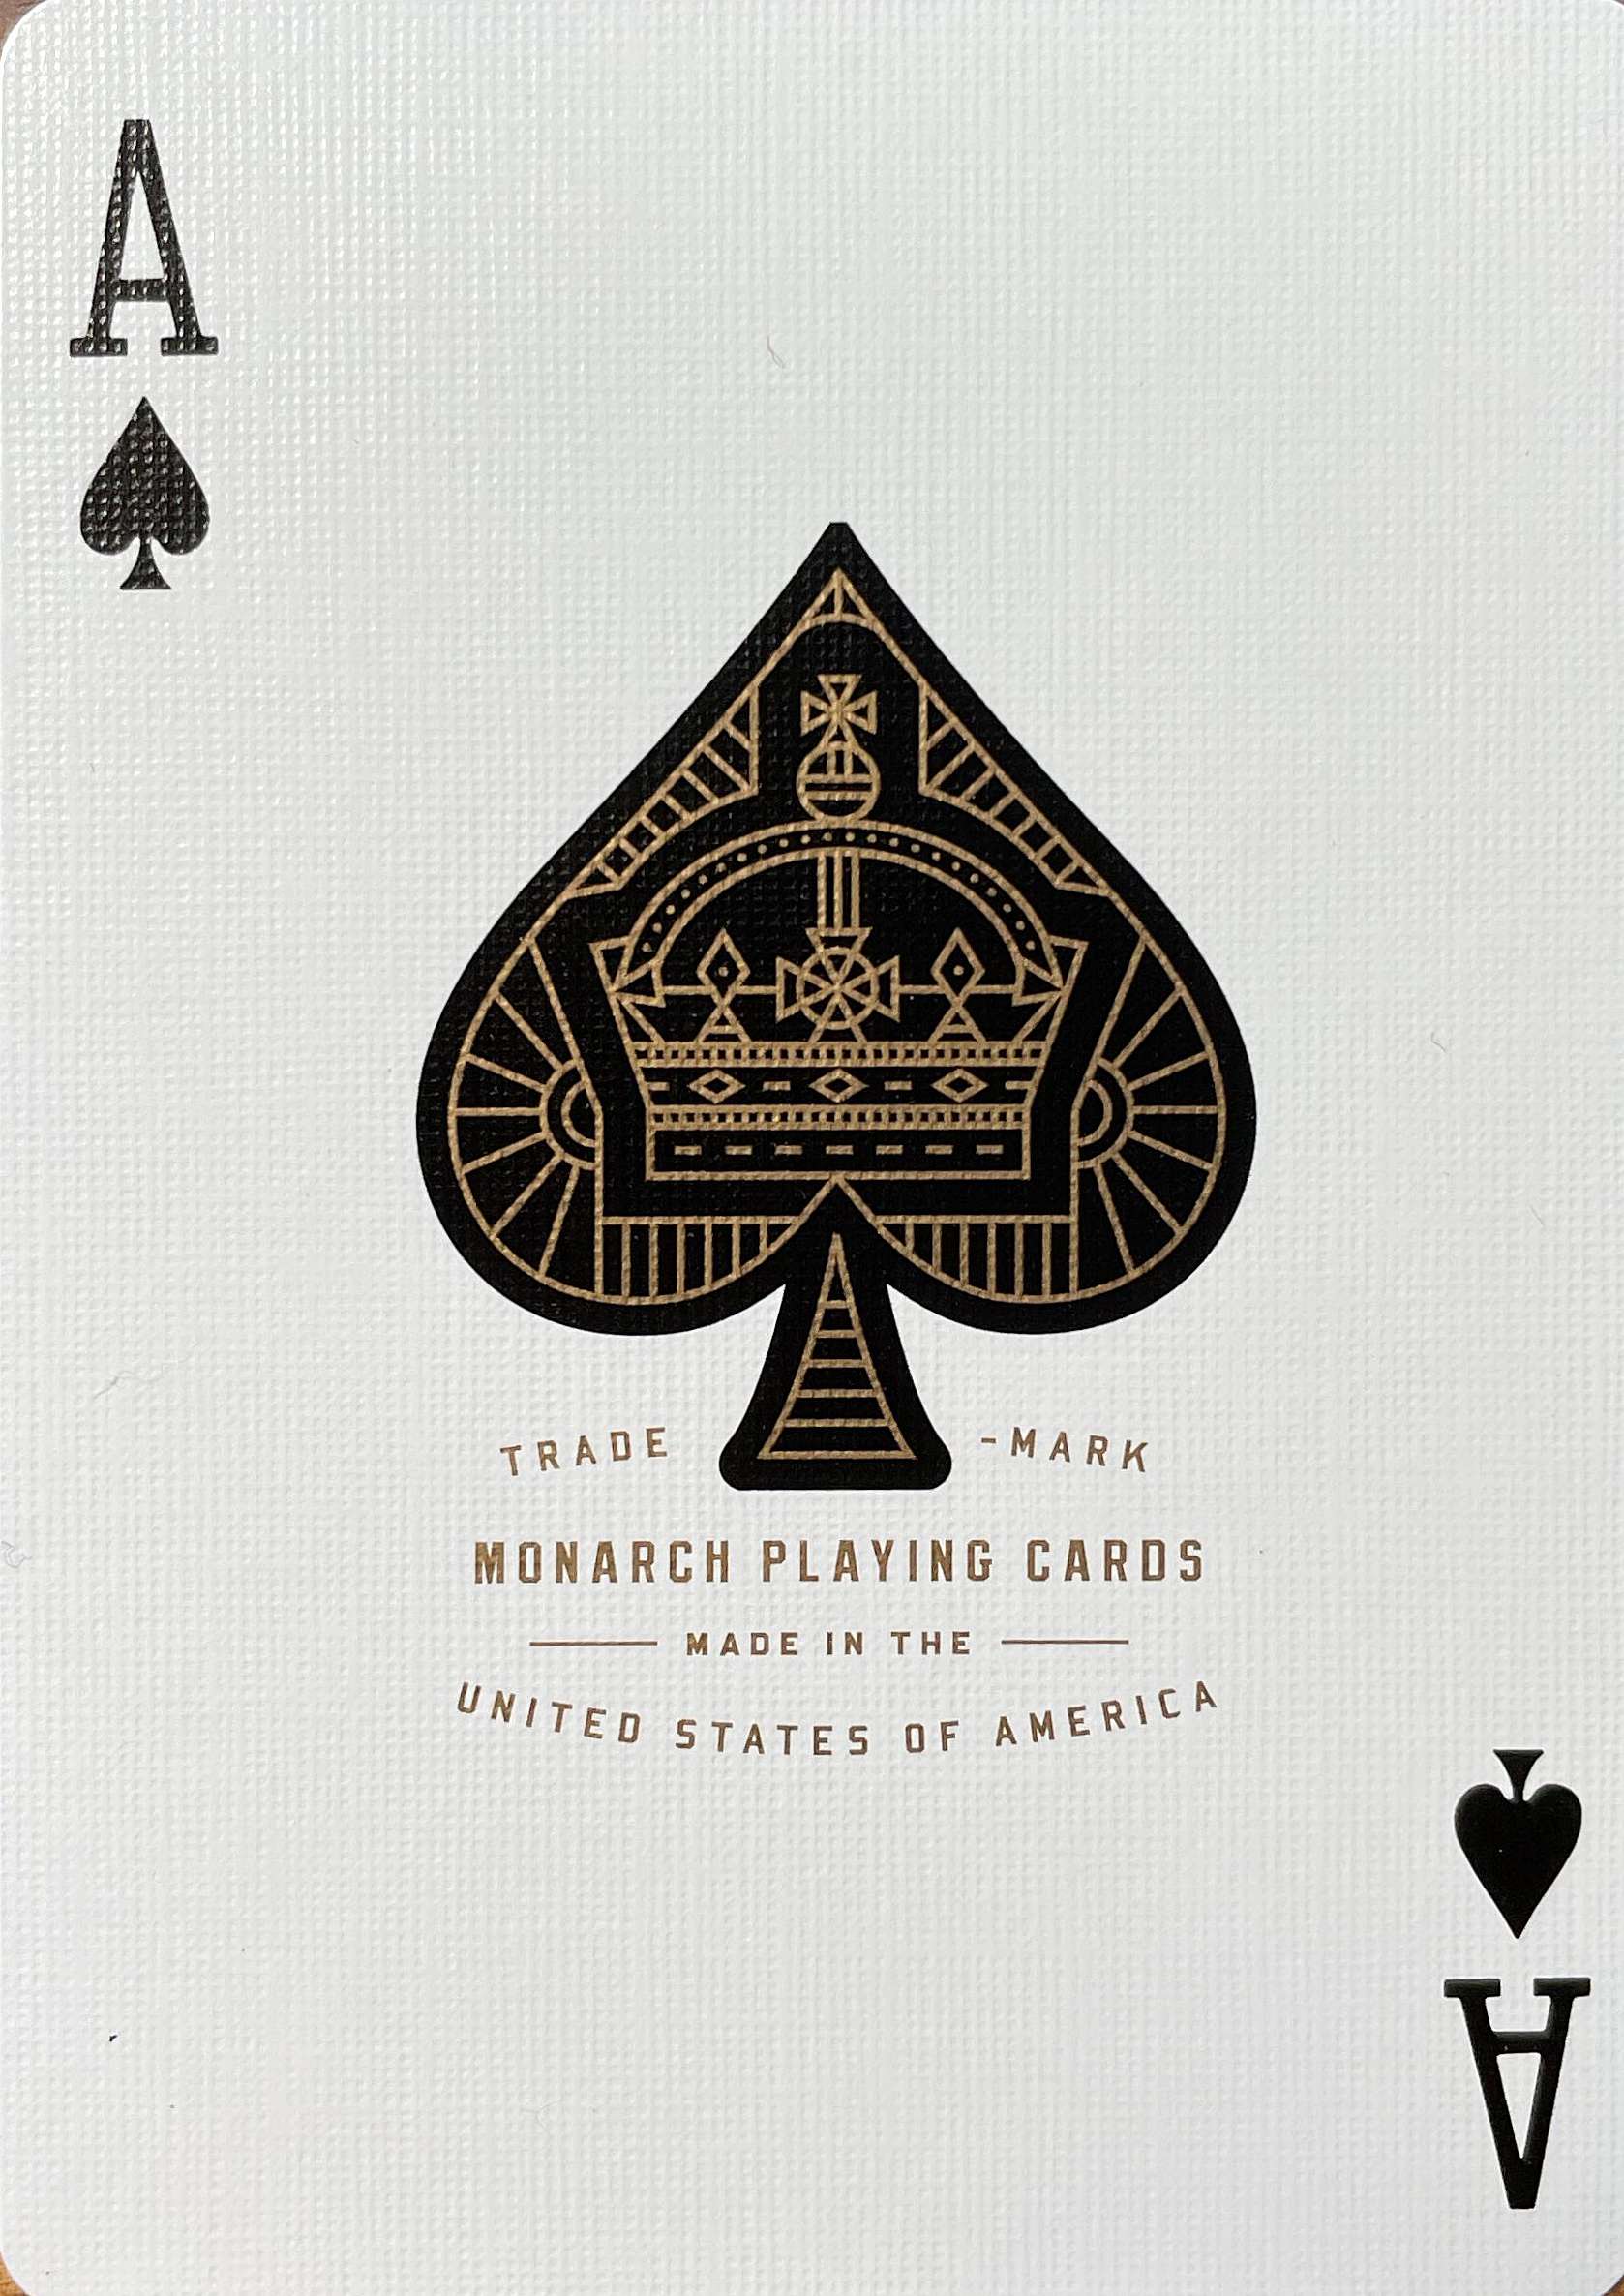 A
TRADE -MARK
MONARCH PLAYING CARDS
MADE IN THE
UNITED STATES OF AMERICA
A